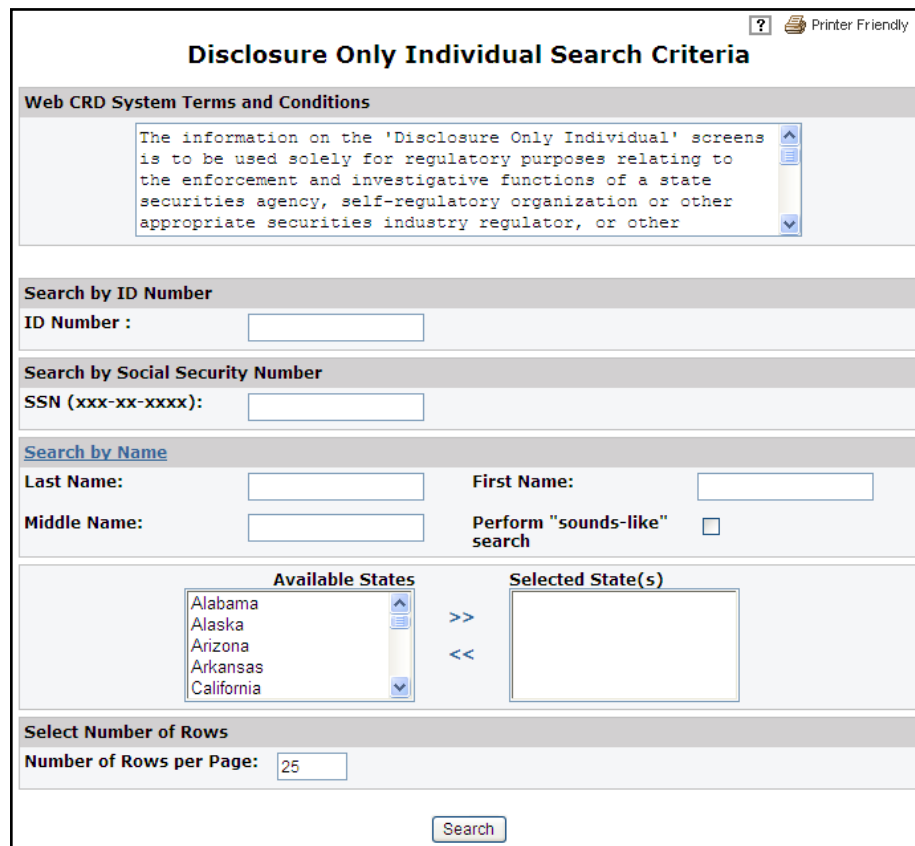 ? Printer Friendly
Disclosure Only Individual Search Criteria
Web CRD System Terms and Conditions
The information on the 'Disclosure Only Individual' screens
is to be used solely for regulatory purposes relating to
the enforcement and investigative functions of a state
securities agency, self-regulatory organization or other
appropriate securities industry regulator, or other
Search by ID Number
ID Number :
Search by Social Security Number
SSN (xxx-xx-xxxx):
Search by Name
Last Name:
First Name:
Middle Name:
Perform "sounds-like"
search
Available States
Selected State(s)
Alabama
Alaska
Arizona
Arkansas
California
>>
<<
Select Number of Rows
Number of Rows per Page: 25
Search